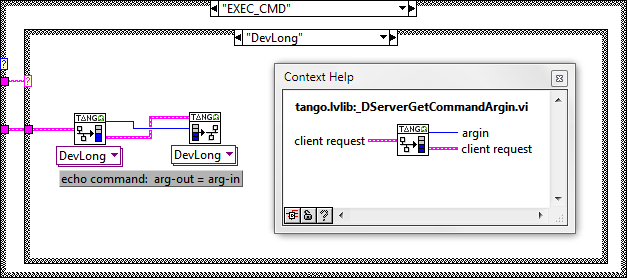 "EXEC_CMD"
"DevLong"
?
?
TANGO
TANGO
DevLong
DevLong
echo command: arg-out = arg-in
Context Help
tango.lvlib:_DServerGetCommandArgin.vi
client request
TANGO
argin
client request
?